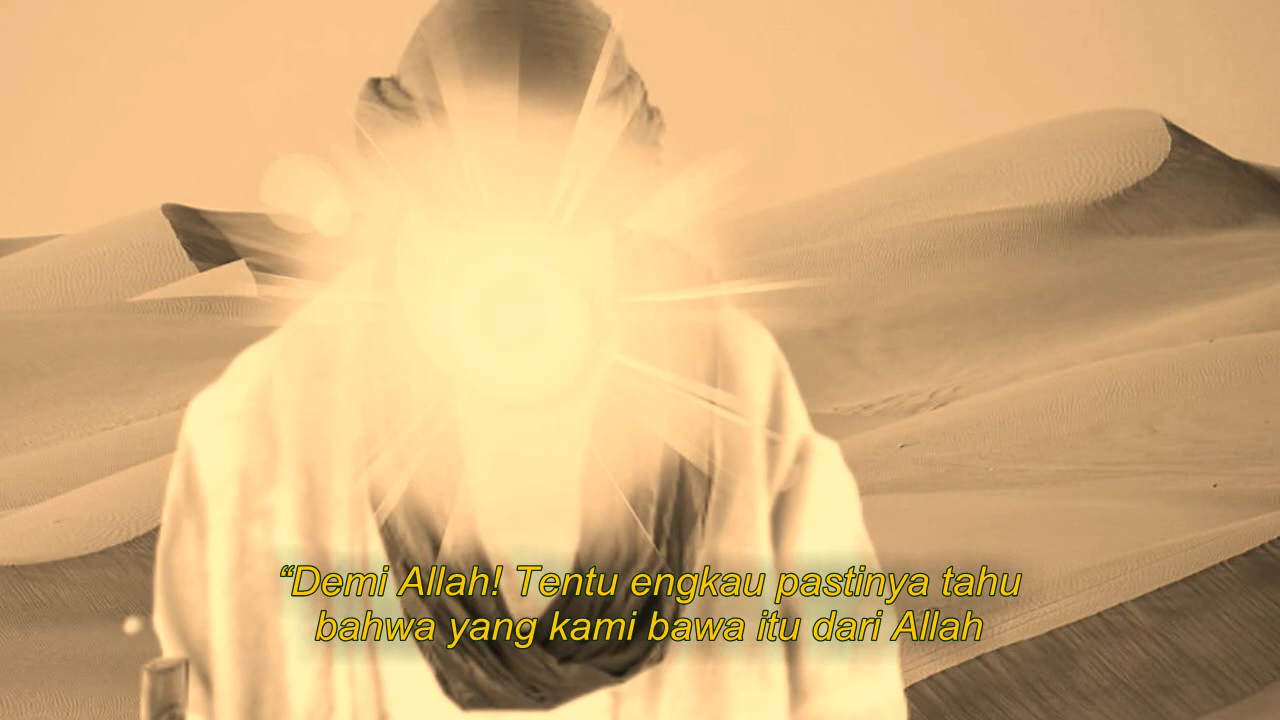 “Demi Allah! Tentu engkau pastinya tahu
bahwa yang kami bawa itu dari Allah